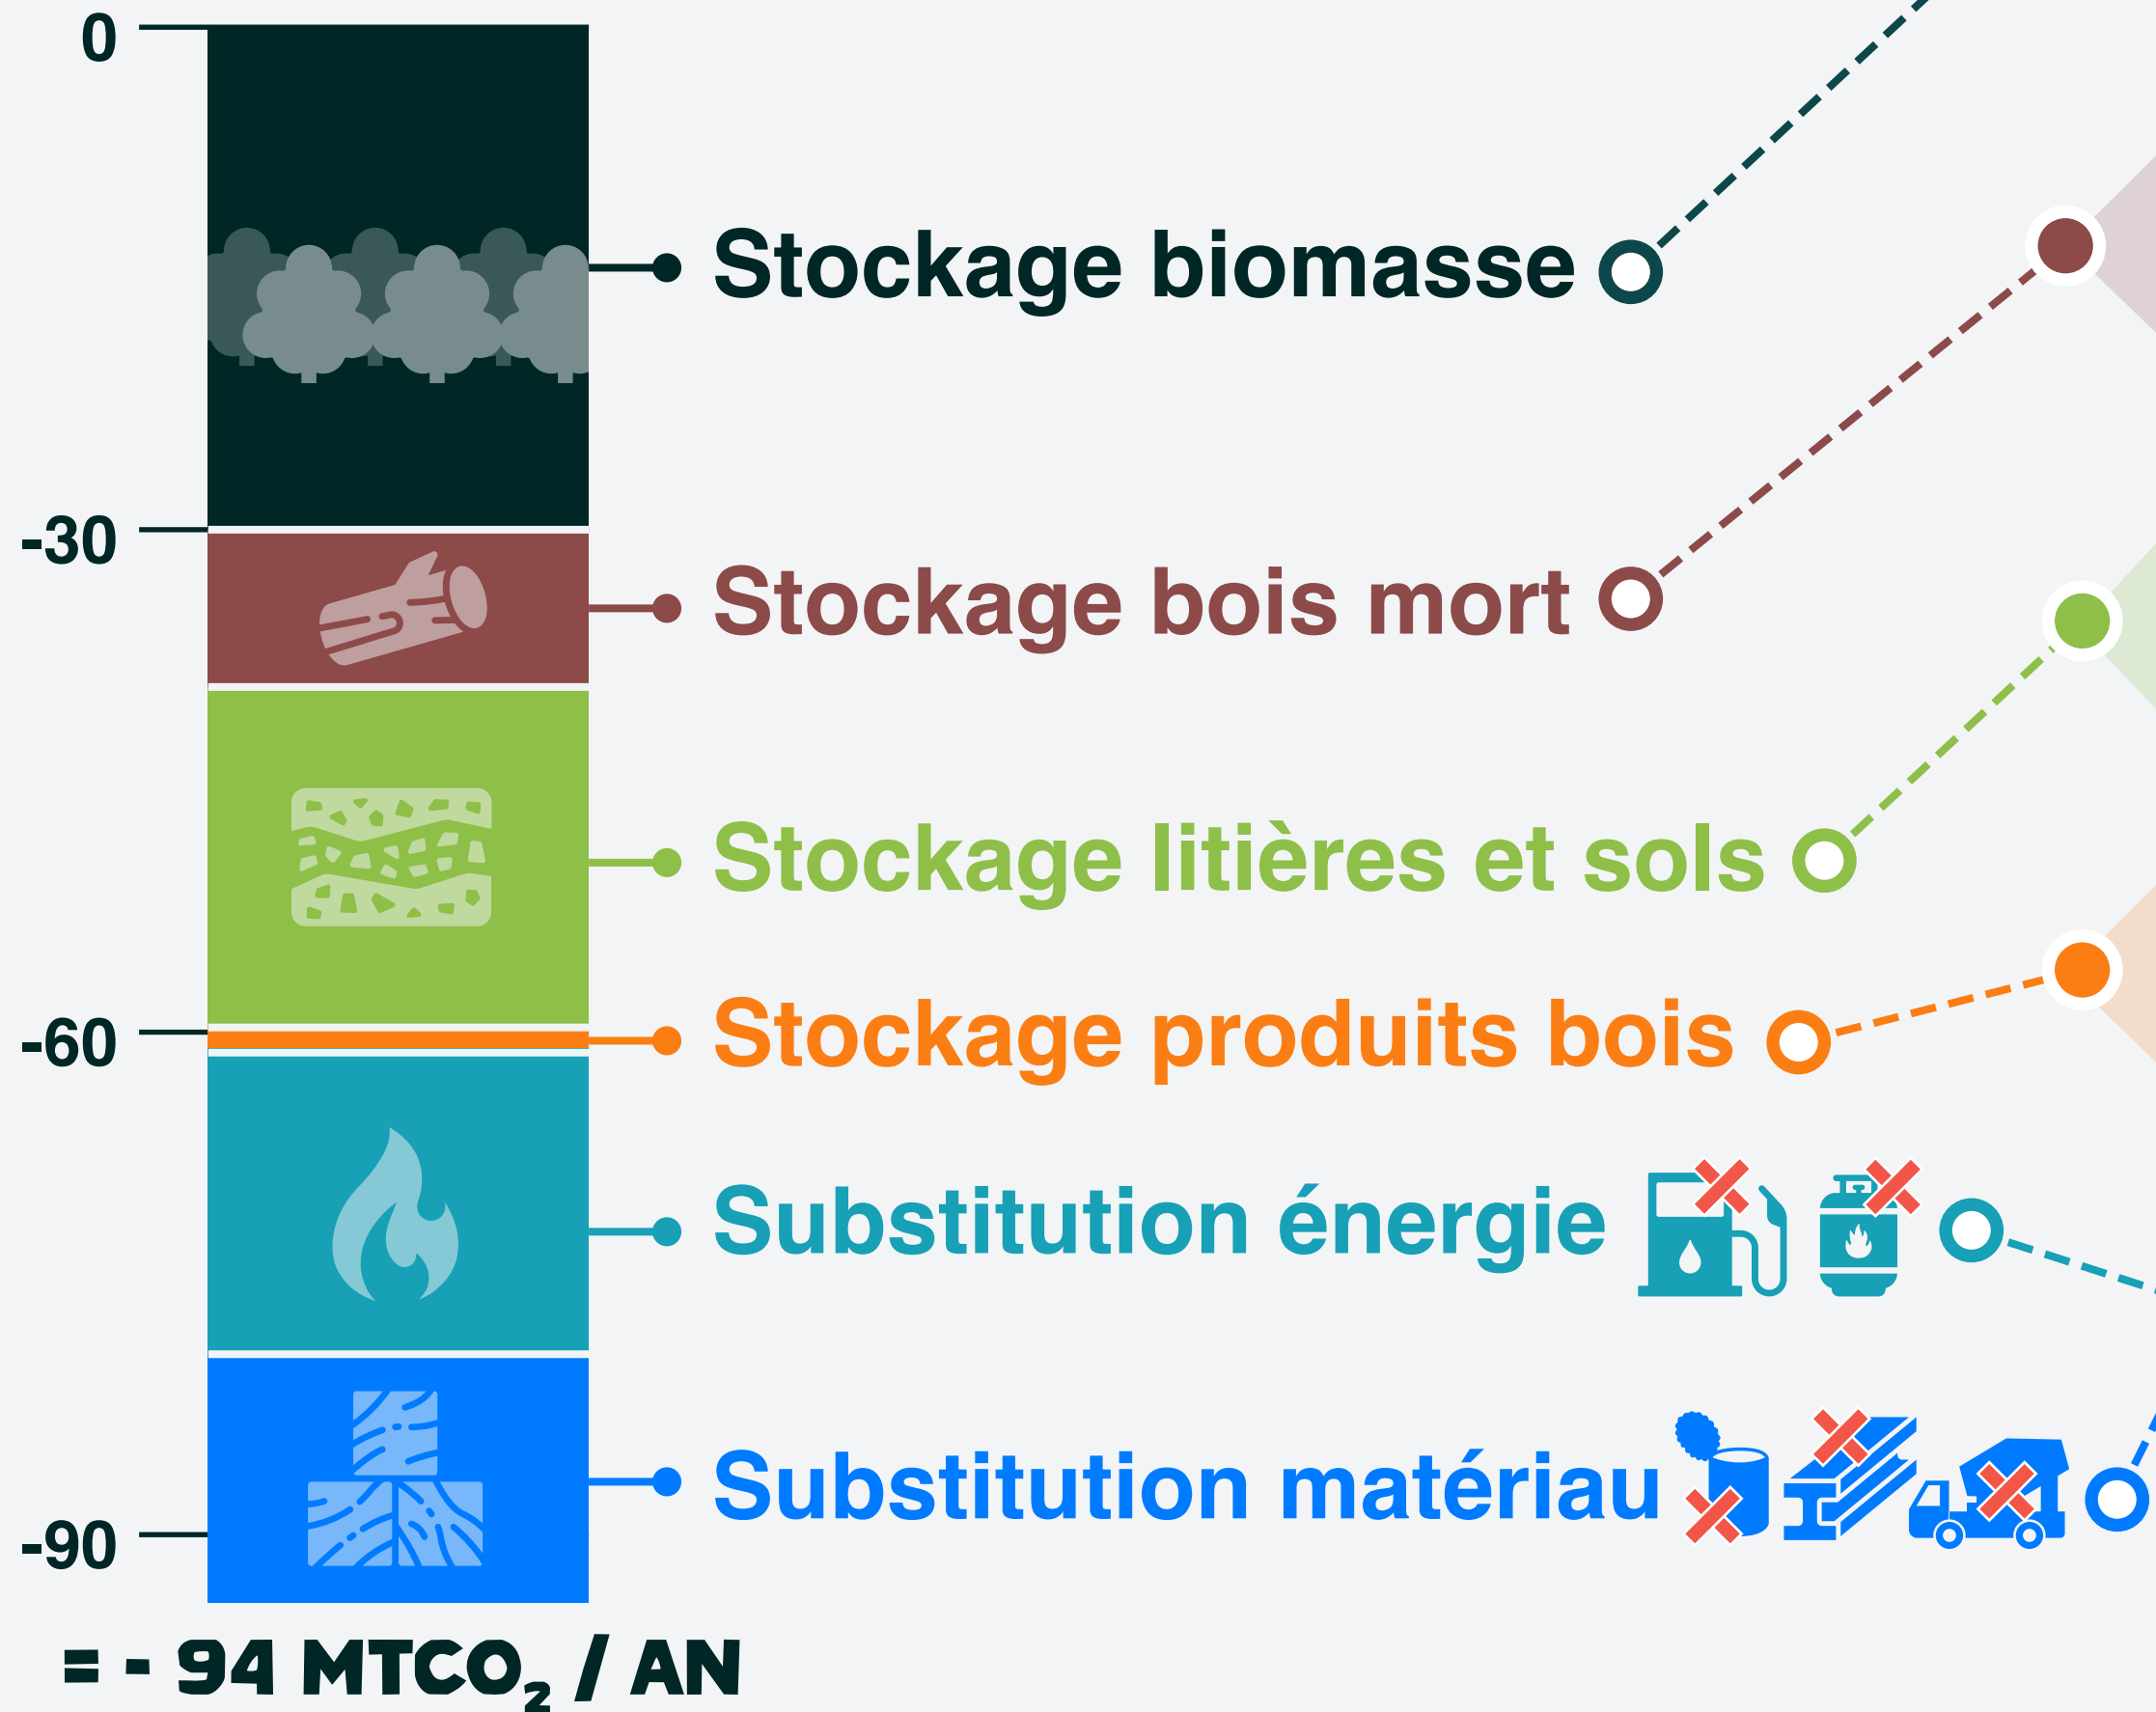 0
Stockage biomasse
-30
Stockage bois mort
Stockage litières et sols
-60
Stockage produits bois
Substitution énergie
Substitution matériau
-90
= - 94 MTCO₂ / AN